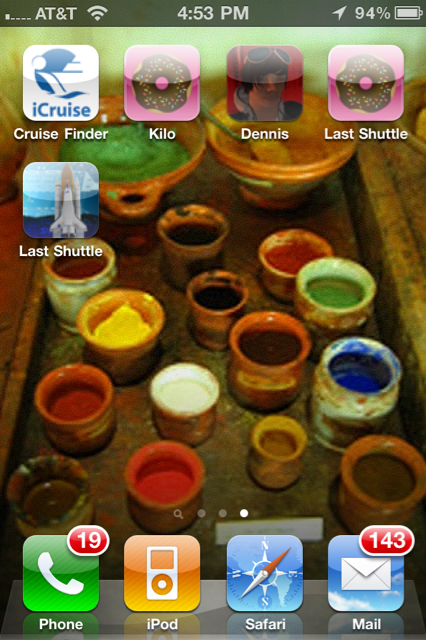 AT&T 4:53 PM 94%
iCruise
Cruise Finder Kilo Dennis Last Shuttle
Last Shuttle
19 143
N
Phone iPod Safari Mail